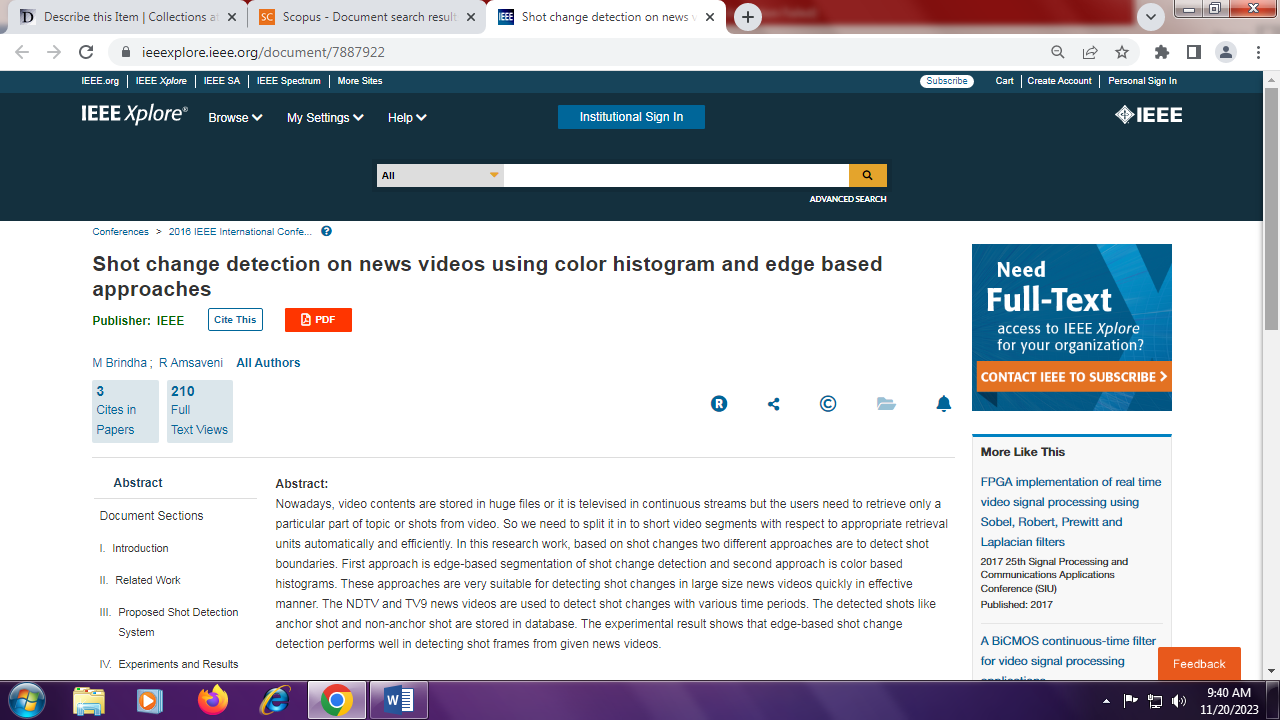 Describe this Item | Collections at
Scopus - Document search result
Shot change detection on news v
ieeexplore.ieee.org/document/7887922
IEEE.org IEEE Xplore IEEE SA IEEE Spectrum More Sites Subscribe Cart Create Account Personal Sign In
IEEE Xplore® Browse My Settings Help Institutional Sign In IEEE
All
ADVANCED SEARCH
Conferences > 2016 IEEE International Confe...
Shot change detection on news videos using color histogram and edge based
approaches
Publisher: IEEE Cite This PDF
M Brindha ; R Amsaveni All Authors
3
Cites in
Papers
210
Full
Text Views
Abstract
Document Sections
I. Introduction
II. Related Work
III. Proposed Shot Detection
System
IV. Experiments and Results
Abstract:
Nowadays, video contents are stored in huge files or it is televised in continuous streams but the users need to retrieve only a
particular part of topic or shots from video. So we need to split it in to short video segments with respect to appropriate retrieval
units automatically and efficiently. In this research work, based on shot changes two different approaches are to detect shot
boundaries. First approach is edge-based segmentation of shot change detection and second approach is color based
histograms. These approaches are very suitable for detecting shot changes in large size news videos quickly in effective
manner. The NDTV and TV9 news videos are used to detect shot changes with various time periods. The detected shots like
anchor shot and non-anchor shot are stored in database. The experimental result shows that edge-based shot change
detection performs well in detecting shot frames from given news videos.
Need
Full-Text
access to IEEE Xplore
for your organization?
CONTACT IEEE TO SUBSCRIBE >
More Like This
FPGA implementation of real time
video signal processing using
Sobel, Robert, Prewitt and
Laplacian filters
2017 25th Signal Processing and
Communications Applications
Conference (SIU)
Published: 2017
A BiCMOS continuous-time filter
for video signal processing
applications
Feedback
9:40 AM
11/20/2023